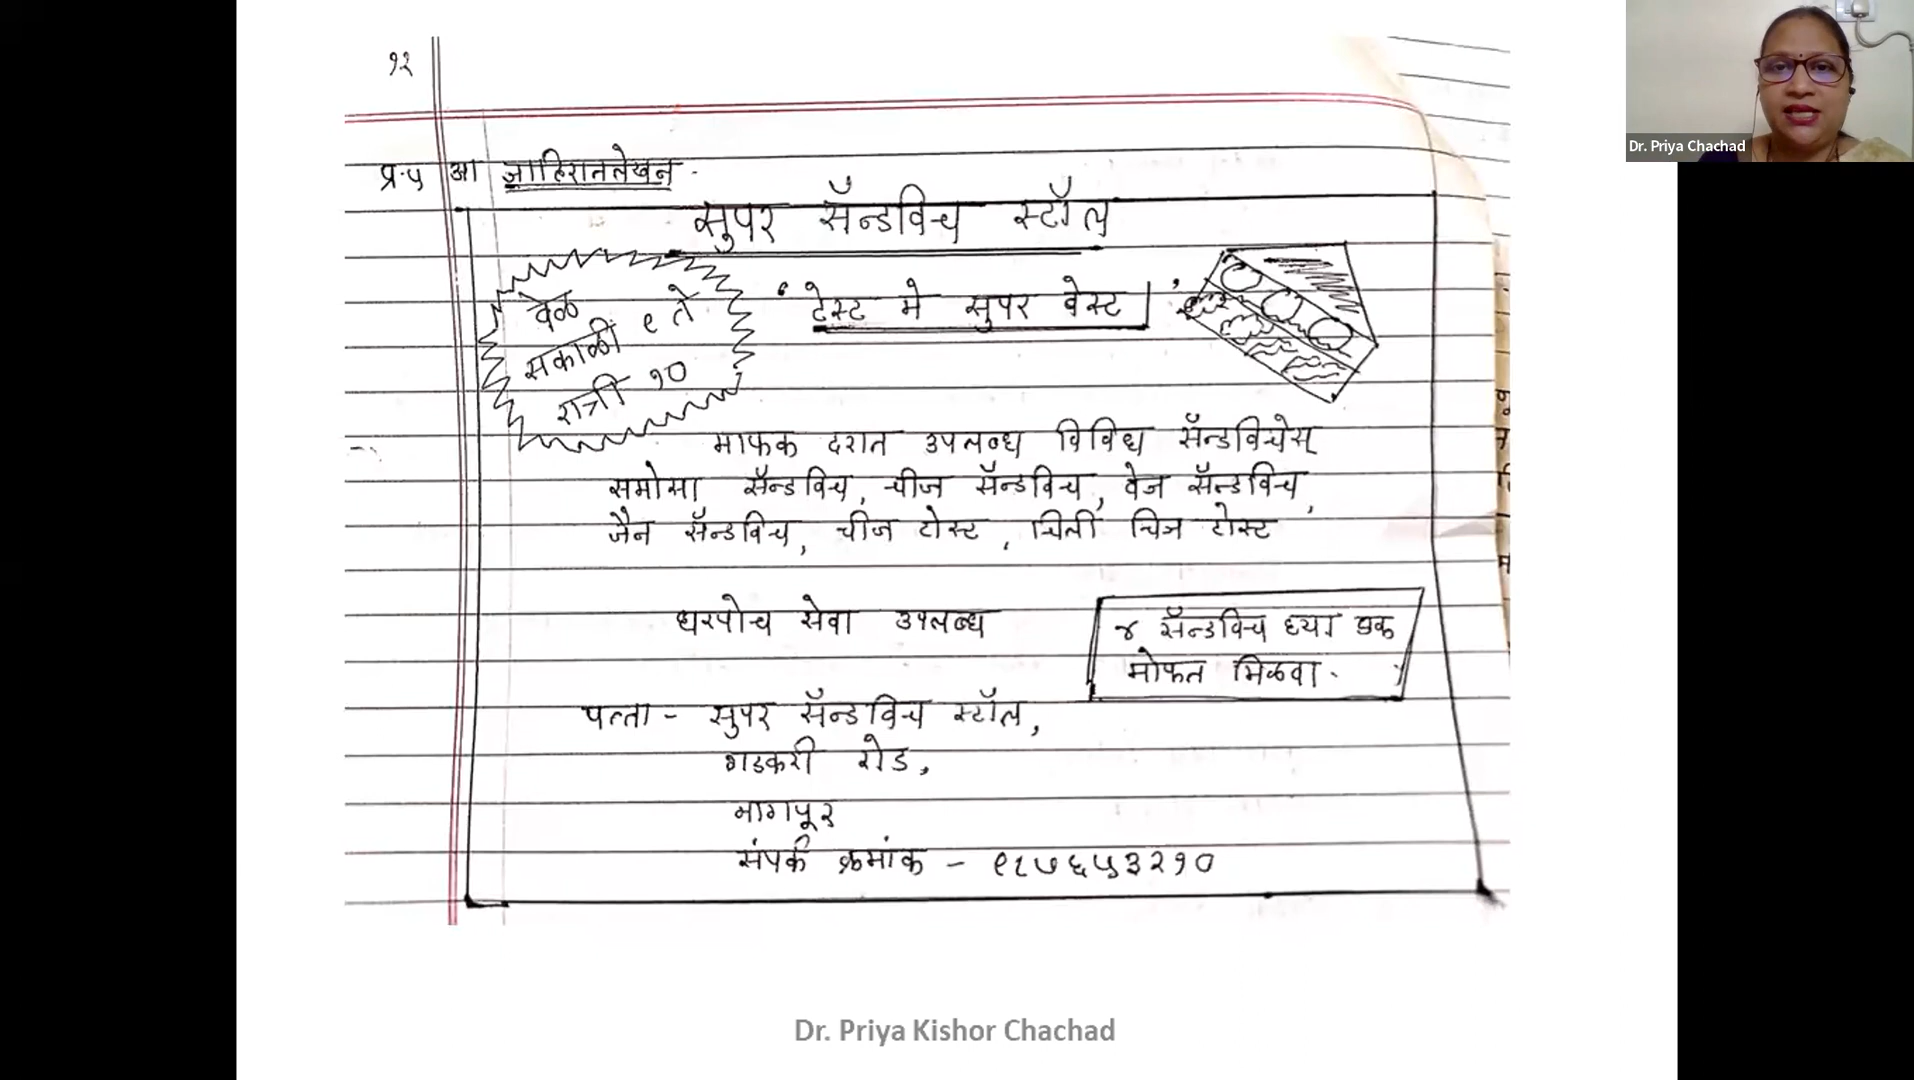 १२
Dr. Priya Chachad
प्र.५ आ जाहिरातलेखन.
सुपर सॅन्डविच स्टॉल
वेळ
सकाळी ९ ते
रात्री १०
'टेस्ट मे सुपर बेस्ट।'
माफक दरात उपलब्ध विविध सॅन्डविचेस्
समोसा सॅन्डविच, चीज सॅन्डविच, वेज सॅन्डविच,
जैन सॅन्डविच, चीज टोस्ट, चिली चिज टोस्ट
घरपोच सेवा उपलब्ध
४ सॅन्डविच घ्या एक
मोफत मिळवा.
पत्ता - सुपर सॅन्डविच स्टॉल,
गडकरी रोड,
नागपूर
संपर्क क्रमांक - ९८७६५३२१०
Dr. Priya Kishor Chachad